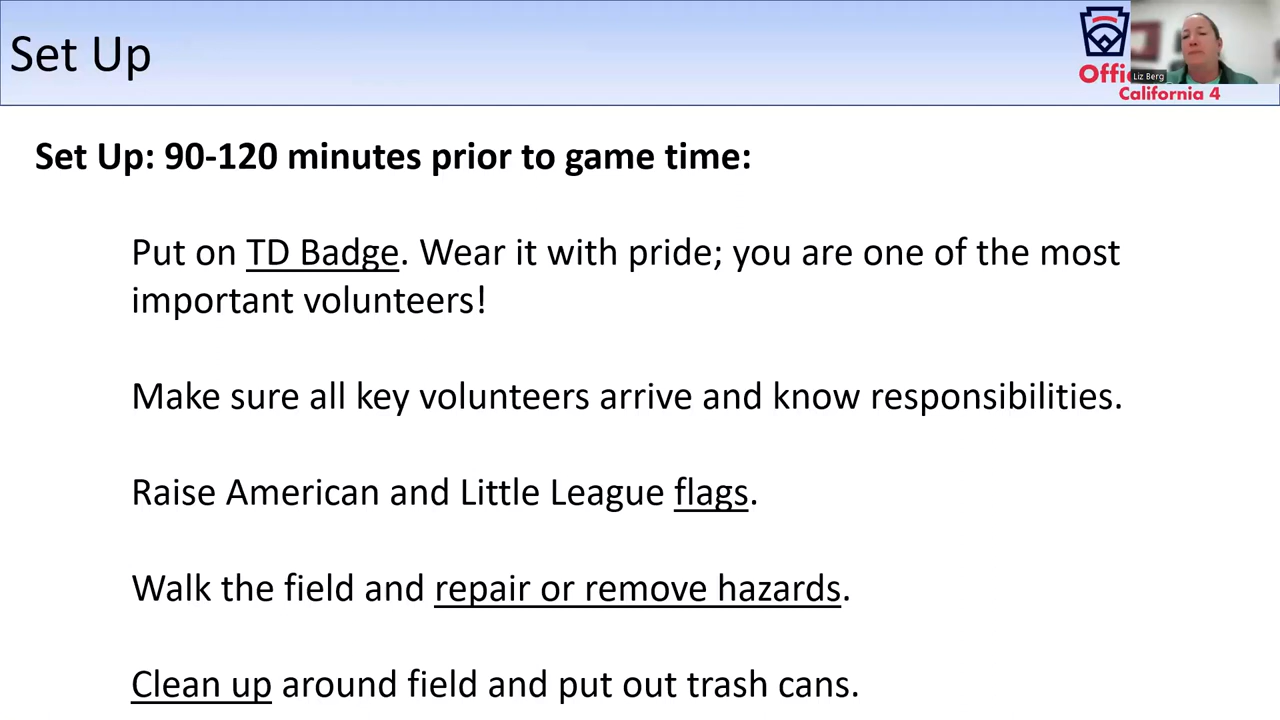 Set Up
Offic
Liz Berg
California 4
Set Up: 90-120 minutes prior to game time:
Put on TD Badge. Wear it with pride; you are one of the most
important volunteers!
Make sure all key volunteers arrive and know responsibilities.
Raise American and Little League flags.
Walk the field and repair or remove hazards.
Clean up around field and put out trash cans.